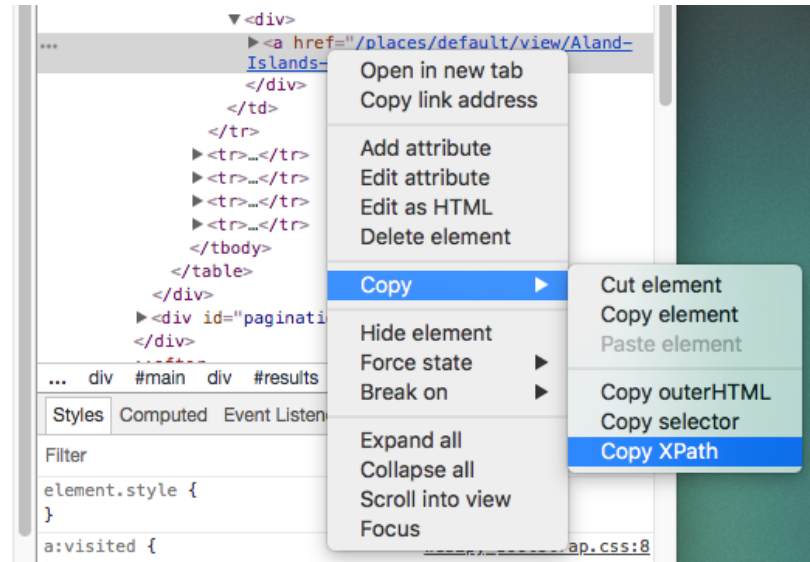 ▼<div>
... ▶<a href="/places/default/view/Aland-
Islands-
</div>
</td>
</tr>
▶<tr>…</tr>
▶<tr>…</tr>
▶<tr>…</tr>
▶<tr>…</tr>
</tbody>
</table>
</div>
▶<div id="paginati
</div>
... div #main div #results
Styles Computed Event Listen
Filter
element.style {
}
a:visited {
ap.css:8
Open in new tab
Copy link address
Add attribute
Edit attribute
Edit as HTML
Delete element
Copy ▶
Hide element
Force state ▶
Break on ▶
Expand all
Collapse all
Scroll into view
Focus
Cut element
Copy element
Paste element
Copy outerHTML
Copy selector
Copy XPath